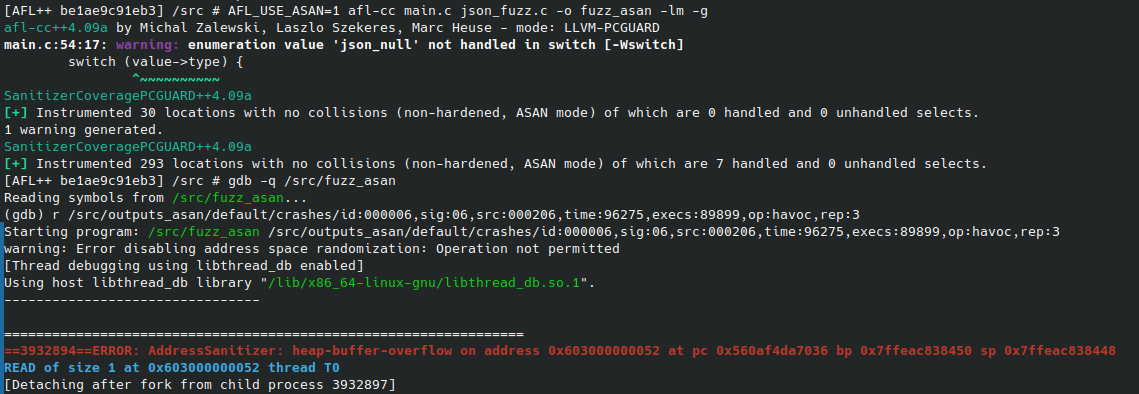 [AFL++ be1ae9c91eb3] /src # AFL_USE_ASAN=1 afl-cc main.c json_fuzz.c -o fuzz_asan -lm -g
afl-cc++4.09a by Michal Zalewski, Laszlo Szekeres, Marc Heuse - mode: LLVM-PCGUARD
main.c:54:17: warning: enumeration value 'json_null' not handled in switch [-Wswitch]
        switch (value->type) {
                ^~~~~~~~~~~
SanitizerCoveragePCGUARD++4.09a
[+] Instrumented 30 locations with no collisions (non-hardened, ASAN mode) of which are 0 handled and 0 unhandled selects.
1 warning generated.
SanitizerCoveragePCGUARD++4.09a
[+] Instrumented 293 locations with no collisions (non-hardened, ASAN mode) of which are 7 handled and 0 unhandled selects.
[AFL++ be1ae9c91eb3] /src # gdb -q /src/fuzz_asan
Reading symbols from /src/fuzz_asan...
(gdb) r /src/outputs_asan/default/crashes/id:000006,sig:06,src:000206,time:96275,execs:89899,op:havoc,rep:3
Starting program: /src/fuzz_asan /src/outputs_asan/default/crashes/id:000006,sig:06,src:000206,time:96275,execs:89899,op:havoc,rep:3
warning: Error disabling address space randomization: Operation not permitted
[Thread debugging using libthread_db enabled]
Using host libthread_db library "/lib/x86_64-linux-gnu/libthread_db.so.1".
--------------------------------
=================================================================
==3932894==ERROR: AddressSanitizer: heap-buffer-overflow on address 0x603000000052 at pc 0x560af4da7036 bp 0x7ffeac838450 sp 0x7ffeac838448
READ of size 1 at 0x603000000052 thread T0
[Detaching after fork from child process 3932897]